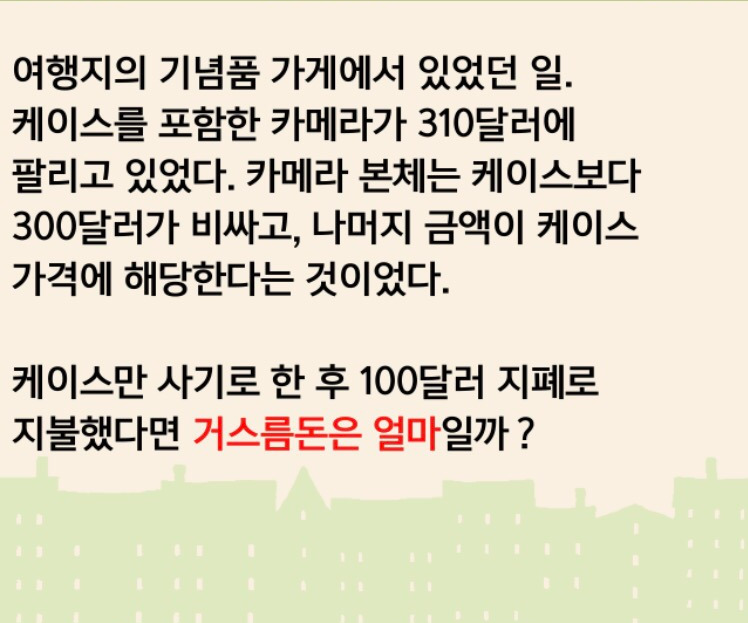 여행지의 기념품 가게에서 있었던 일.
케이스를 포함한 카메라가 310달러에
팔리고 있었다. 카메라 본체는 케이스보다
300달러가 비싸고, 나머지 금액이 케이스
가격에 해당한다는 것이었다.
케이스만 사기로 한 후 100달러 지폐로
지불했다면 거스름돈은 얼마일까?